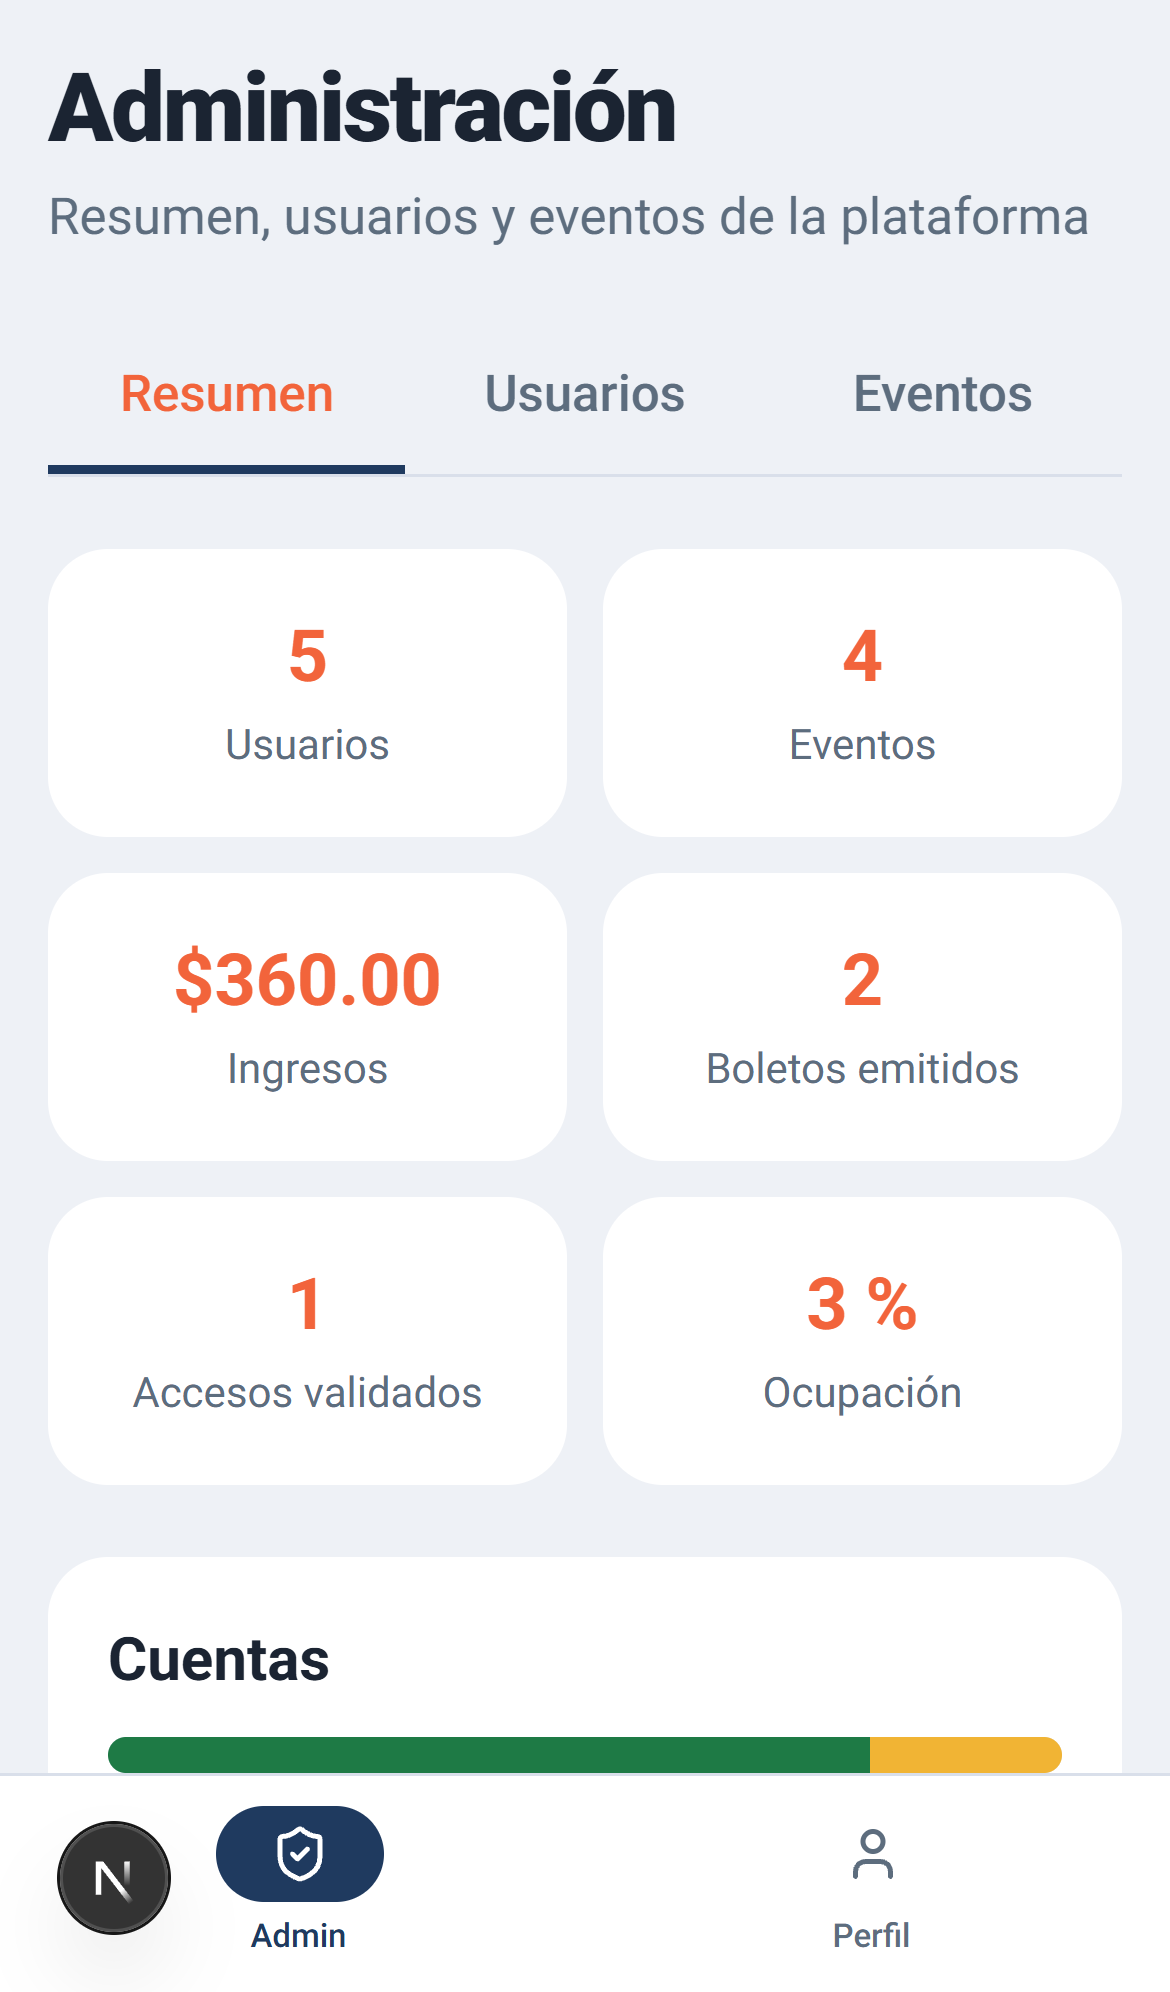 Administración
Resumen, usuarios y eventos de la plataforma
Resumen
Usuarios
Eventos
5
Usuarios
4
Eventos
$360.00
Ingresos
2
Boletos emitidos
1
Accesos validados
3 %
Ocupación
Cuentas
N
Admin
Perfil